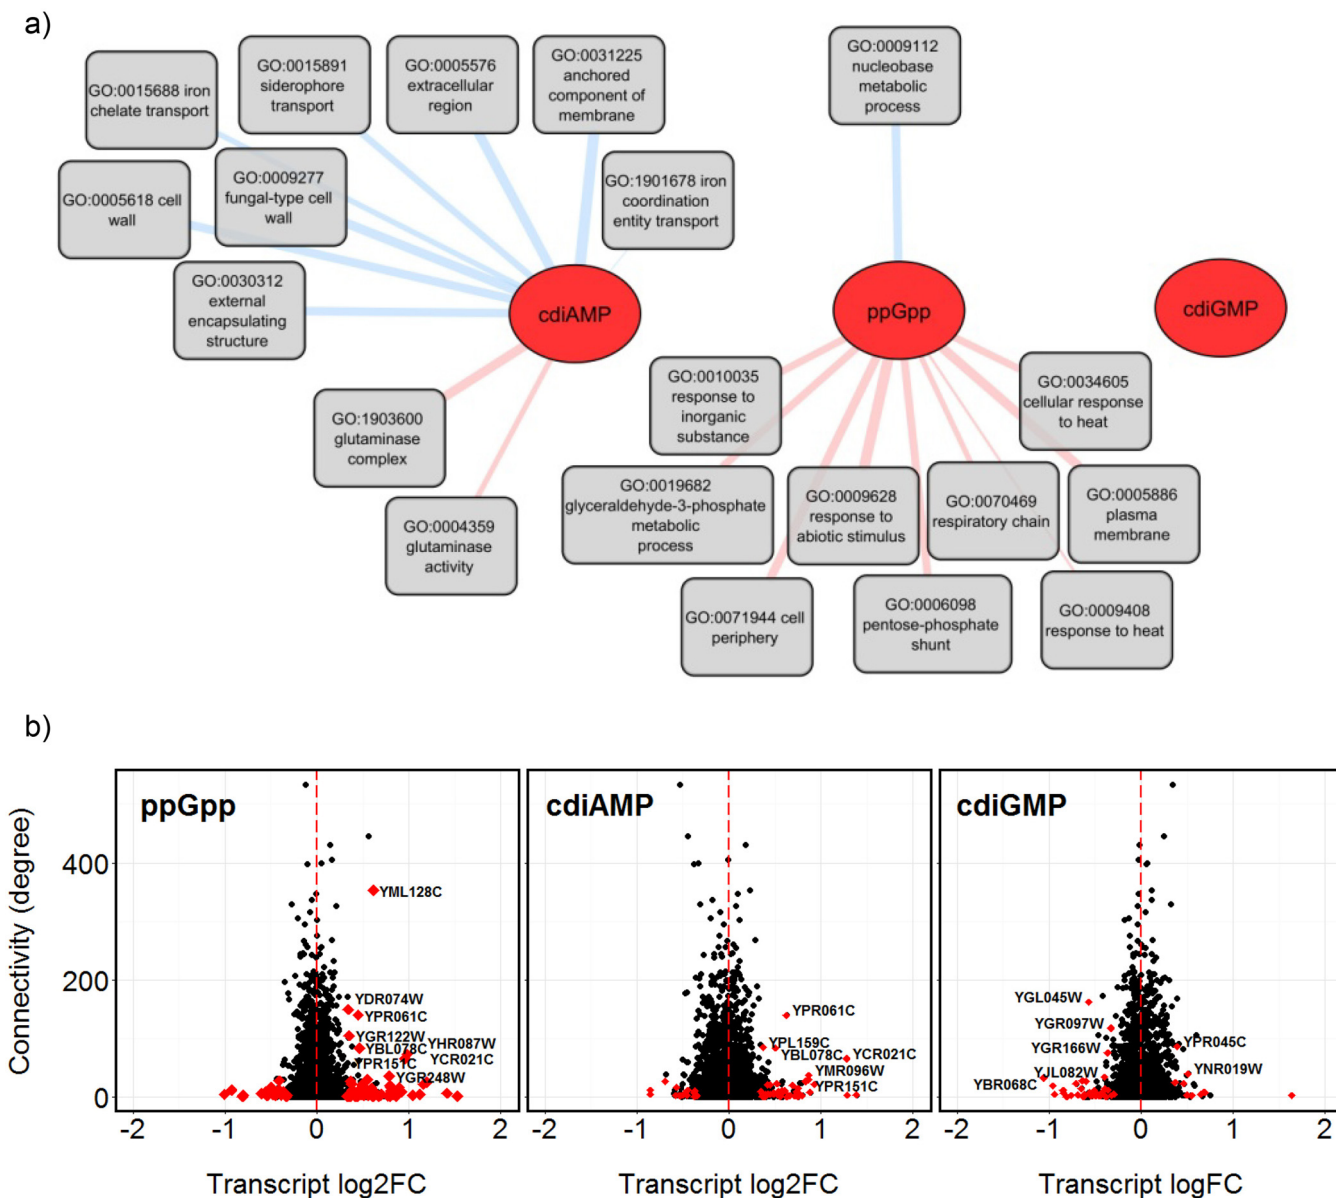 a)
GO:0015688 iron
chelate transport
GO:0015891
siderophore
transport
GO:0005576
extracellular
region
GO:0031225
anchored
component of
membrane
GO:0009112
nucleobase
metabolic
process
GO:0005618 cell
wall
GO:0009277
fungal-type cell
wall
GO:1901678 iron
coordination
entity transport
GO:0030312
external
encapsulating
structure
cdiAMP
ppGpp
cdiGMP
GO:1903600
glutaminase
complex
GO:0004359
glutaminase
activity
GO:0010035
response to
inorganic
substance
GO:0034605
cellular response
to heat
GO:0019682
glyceraldehyde-3-phosphate
metabolic
process
GO:0009628
response to
abiotic stimulus
GO:0070469
respiratory chain
GO:0005886
plasma
membrane
GO:0071944 cell
periphery
GO:0006098
pentose-phosphate
shunt
GO:0009408
response to heat
b)
Connectivity (degree)
400
200
0
ppGpp
YML128C
YDR074W
YPR061C
YGR122W
YHR087W
YBL078C
YCR021C
YPR151C
YGR248W
-2 -1 0 1 2
Transcript log2FC
cdiAMP
YPR061C
YPL159C
YBL078C
YCR021C
YMR096W
YPR151C
-2 -1 0 1 2
Transcript log2FC
cdiGMP
YGL045W
YGR097W
YGR166W
YPR045C
YJL082W
YNR019W
YBR068C
-2 -1 0 1 2
Transcript logFC